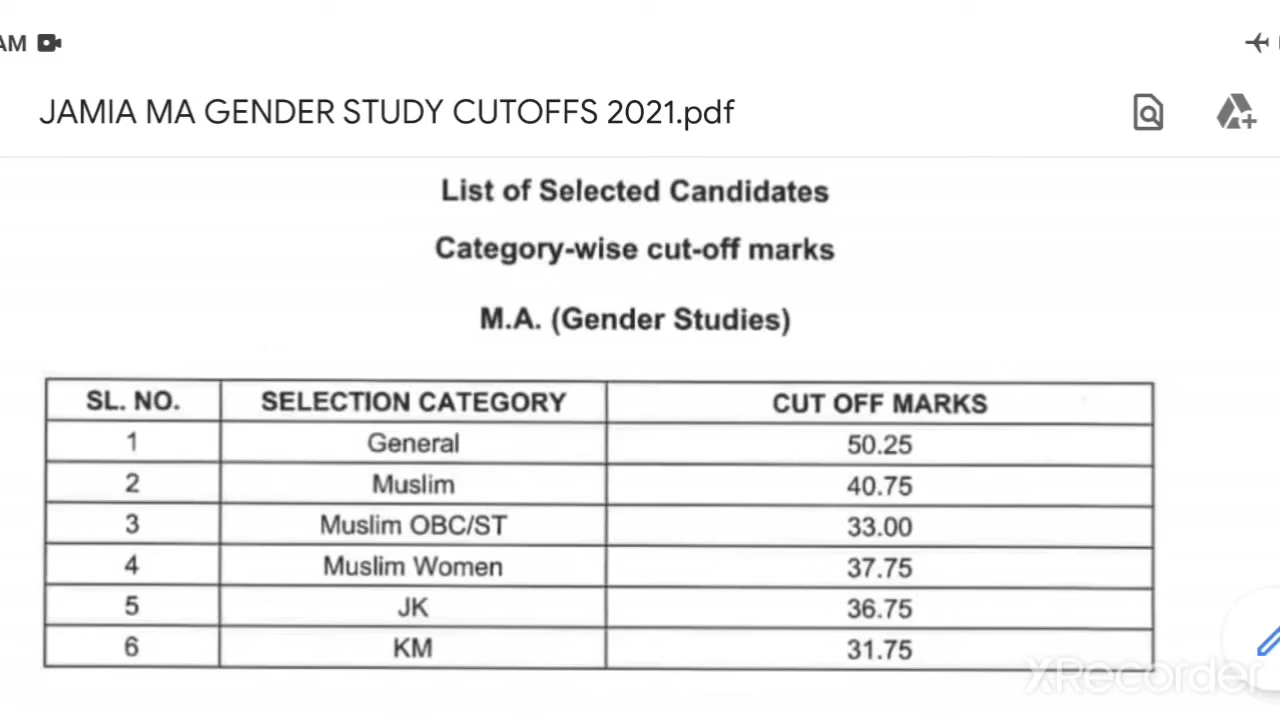 AM
JAMIA MA GENDER STUDY CUTOFFS 2021.pdf
List of Selected Candidates
Category-wise cut-off marks
M.A. (Gender Studies)
SL. NO. SELECTION CATEGORY CUT OFF MARKS
1 General 50.25
2 Muslim 40.75
3 Muslim OBC/ST 33.00
4 Muslim Women 37.75
5 JK 36.75
6 KM 31.75
XRecorder